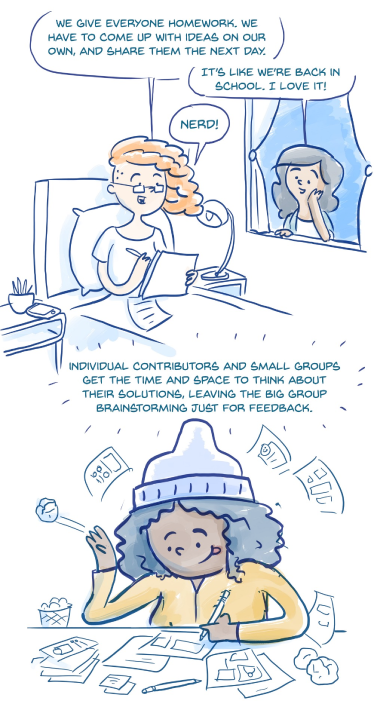 WE GIVE EVERYONE HOMEWORK. WE
HAVE TO COME UP WITH IDEAS ON OUR
OWN, AND SHARE THEM THE NEXT DAY.
IT'S LIKE WE'RE BACK IN
SCHOOL. I LOVE IT!
NERD!
INDIVIDUAL CONTRIBUTORS AND SMALL GROUPS
GET THE TIME AND SPACE TO THINK ABOUT
THEIR SOLUTIONS, LEAVING THE BIG GROUP
BRAINSTORMING JUST FOR FEEDBACK.